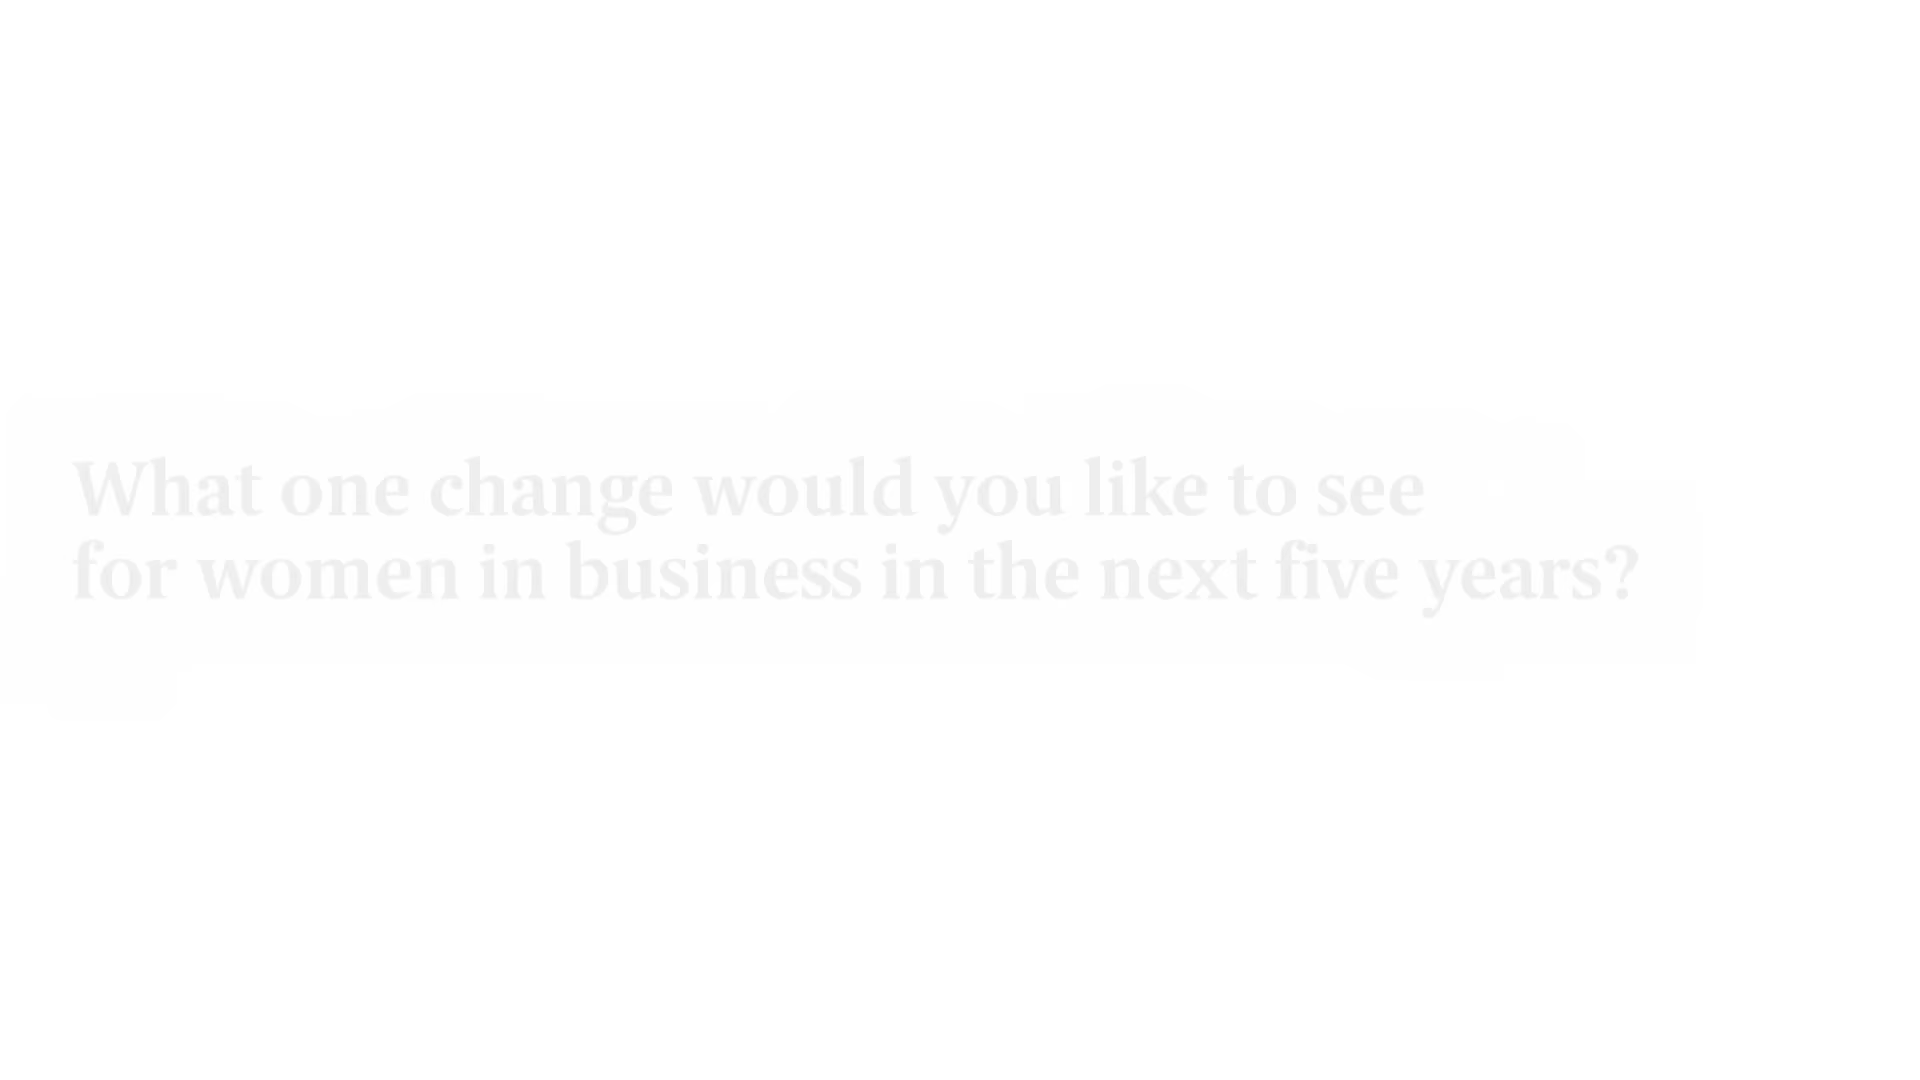 What one change would you like to see
for women in business in the next five years?